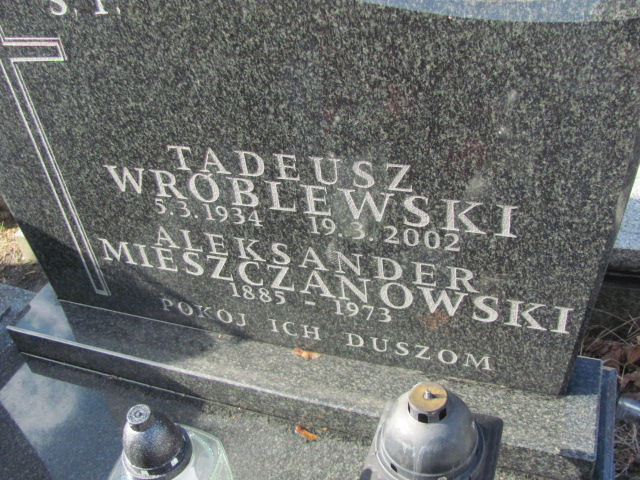 Ś. P.
TADEUSZ
WRÓBLEWSKI
5.3.1934 19.3.2002
ALEKSANDER
MIESZCZANOWSKI
1885 - 1973
POKÓJ ICH DUSZOM